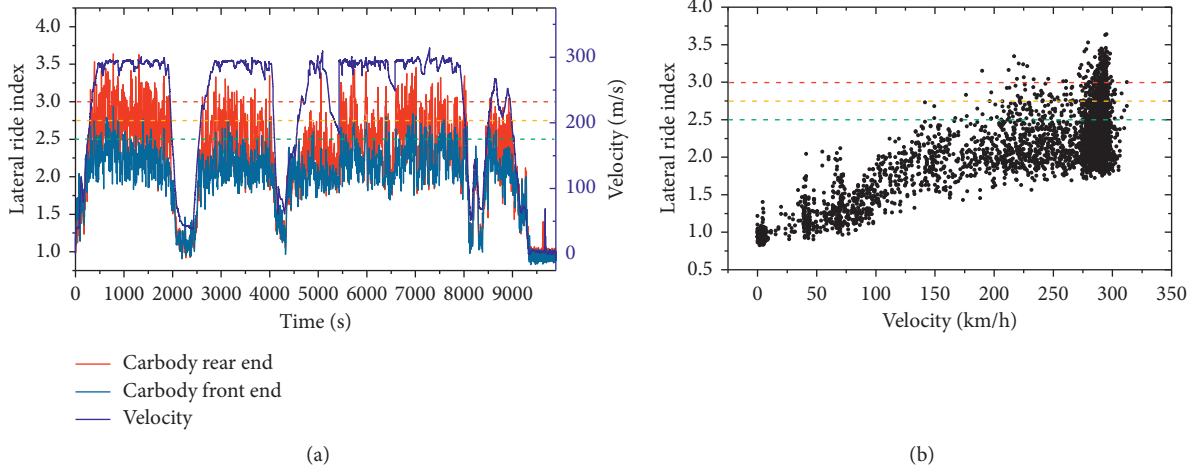 4.0
3.5
3.0
2.5
2.0
1.5
1.0
Lateral ride index
300
200
100
0
Velocity (m/s)
0 1000 2000 3000 4000 5000 6000 7000 8000 9000
Time (s)
Carbody rear end
Carbody front end
Velocity
(a)
4.0
3.5
3.0
2.5
2.0
1.5
1.0
0.5
Lateral ride index
0 50 100 150 200 250 300 350
Velocity (km/h)
(b)